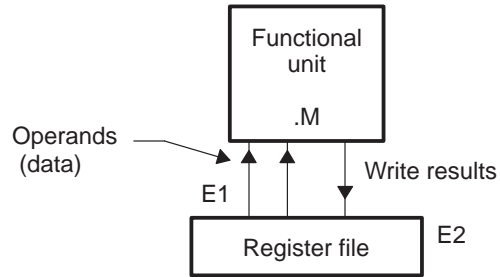 Functional
unit
.M
Operands
(data)
Write results
E1
E2
Register file